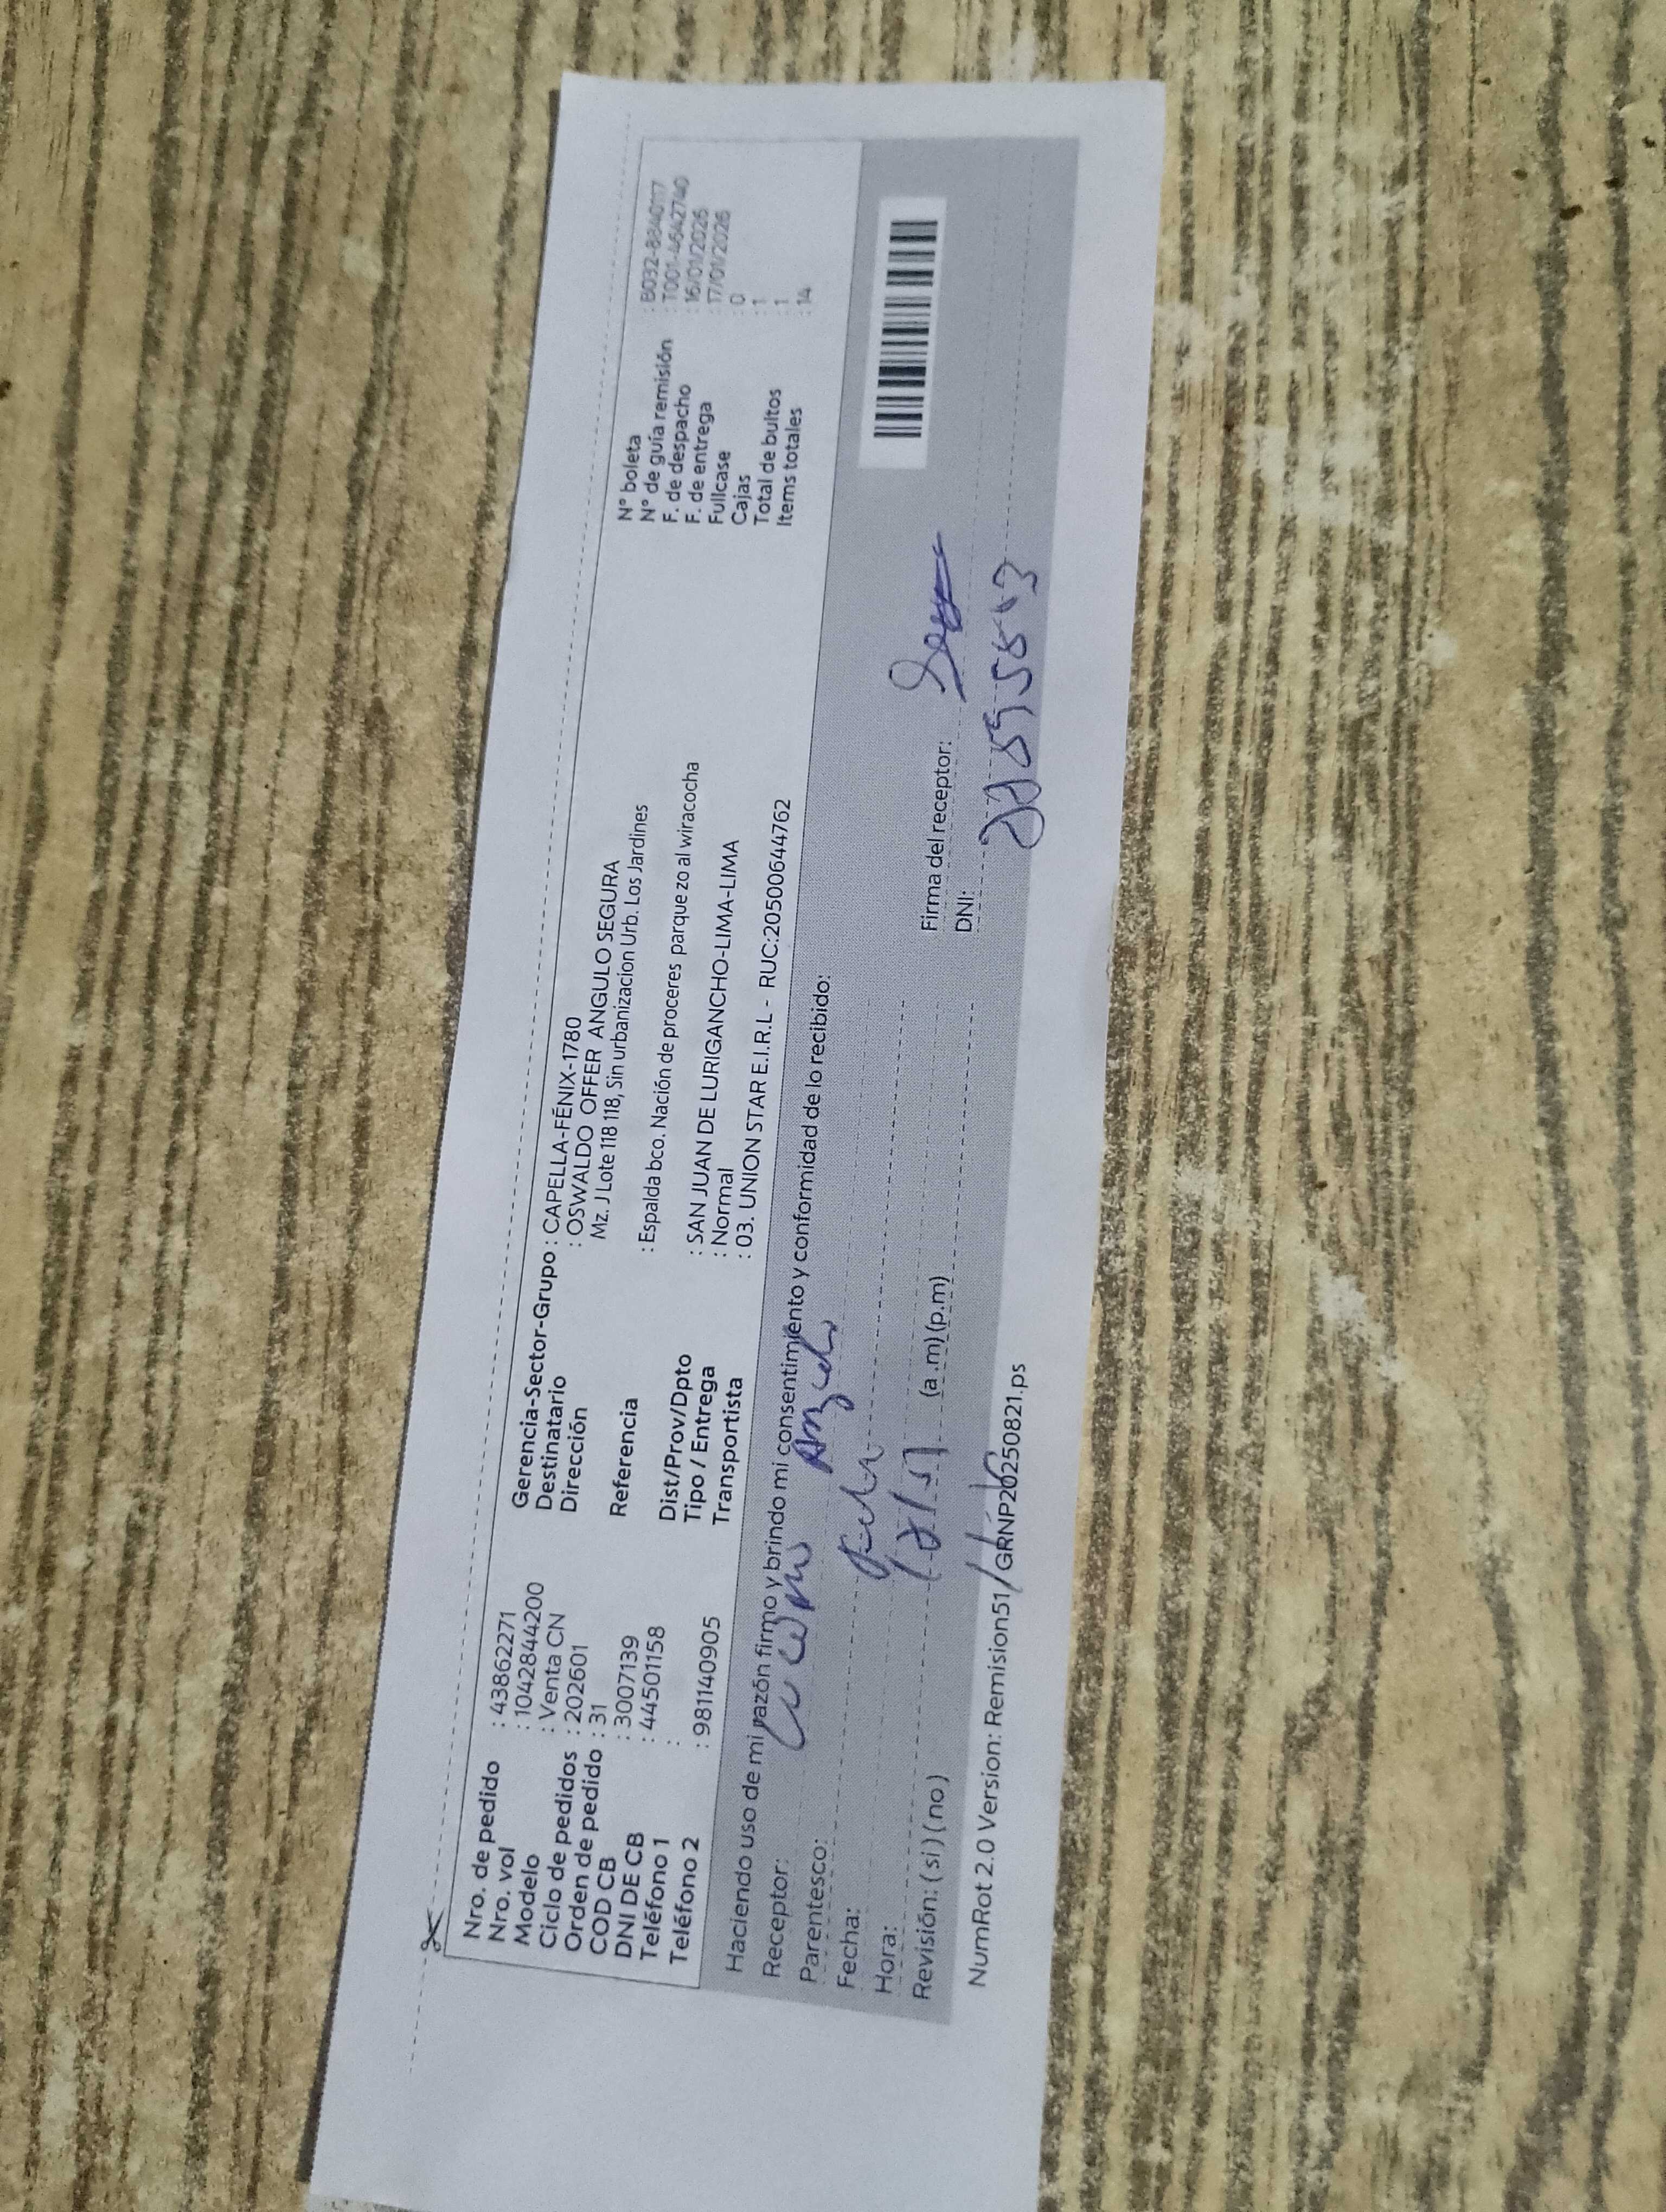 Nro. de pedido : 43862271
Nro. vol : 1042844200
Modelo : Venta CN
Ciclo de pedidos : 202601
Orden de pedido : 31
COD CB : 3007139
DNI DE CB : 44501158
Teléfono 1 :
Teléfono 2 : 981140905
Gerencia-Sector-Grupo : CAPELLA-FÉNIX-1780
Destinatario : OSWALDO OFFER ANGULO SEGURA
Dirección Mz. J Lote 118 118, Sin urbanizacion Urb. Los Jardines
Referencia : Espalda bco. Nación de proceres parque zo al wiracocha
Dist/Prov/Dpto : SAN JUAN DE LURIGANCHO-LIMA-LIMA
Tipo / Entrega : Normal
Transportista : 03. UNION STAR E.I.R.L - RUC:20500644762
N° boleta
N° de guía remisión
F. de despacho : 16/01/2026
F. de entrega : 17/01/2026
Fullcase : 0
Cajas : 1
Total de bultos : 1
Items totales : 14
Haciendo uso de mi razón firmo y brindo mi consentimiento y conformidad de lo recibido:
Receptor:
Parentesco:
Fecha:
Hora: (a.m) (p.m)
Revisión: (si) (no)
Firma del receptor:
DNI:
NumRot 2.0 Version: Remision51/GRNP20250821.ps